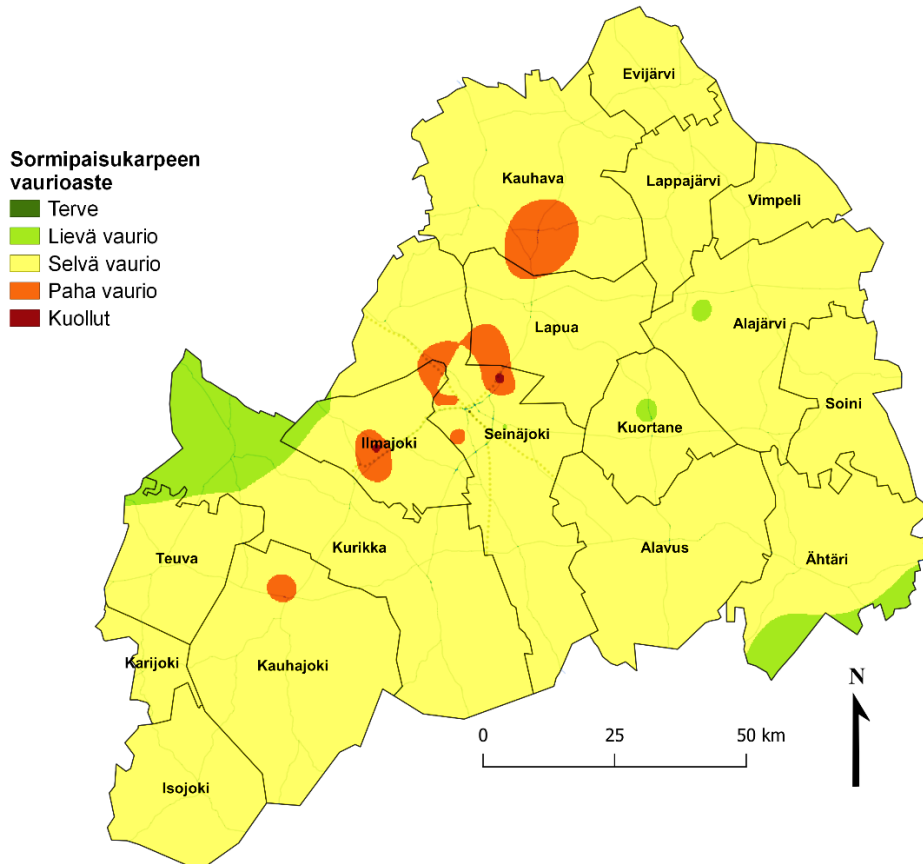 Sormipaisukarpeen
vaurioaste
Terve
Lievä vaurio
Selvä vaurio
Paha vaurio
Kuollut
Evijärvi
Kauhava
Lappajärvi
Vimpeli
Lapua
Alajärvi
Soini
Kuortane
Ilmajoki
Seinäjoki
Teuva
Kurikka
Alavus
Ähtäri
Karijoki
Kauhajoki
Isojoki
N
0 25 50 km